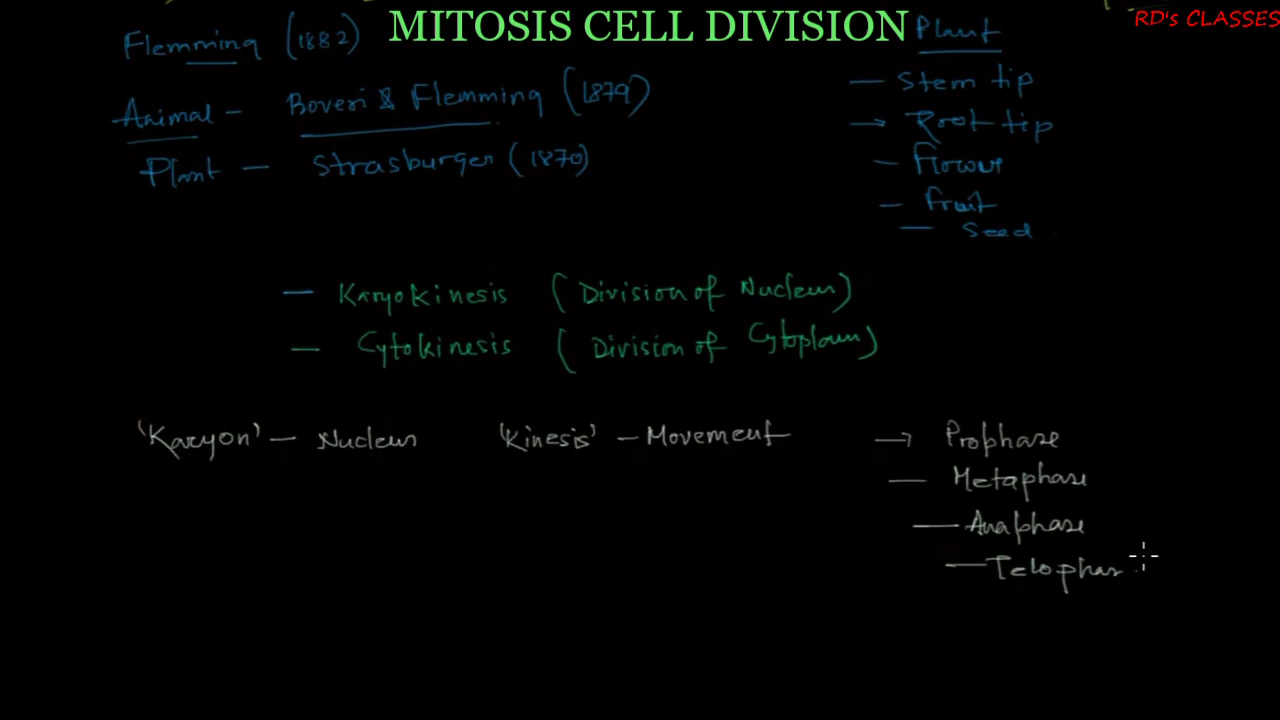 MITOSIS CELL DIVISION
RD's CLASSES
Flemming (1882)
Animal - Boveri & Flemming (1879)
Plant - Strasburger (1870)
Plant
- Stem tip
→ Root tip
- flower
- fruit
- Seed
- Karyokinesis (Division of Nucleus)
- Cytokinesis (Division of Cytoplasm)
'Karyon' - Nucleus 'Kinesis' - Movement
→ Prophase
- Metaphase
- Anaphase
- Telophas